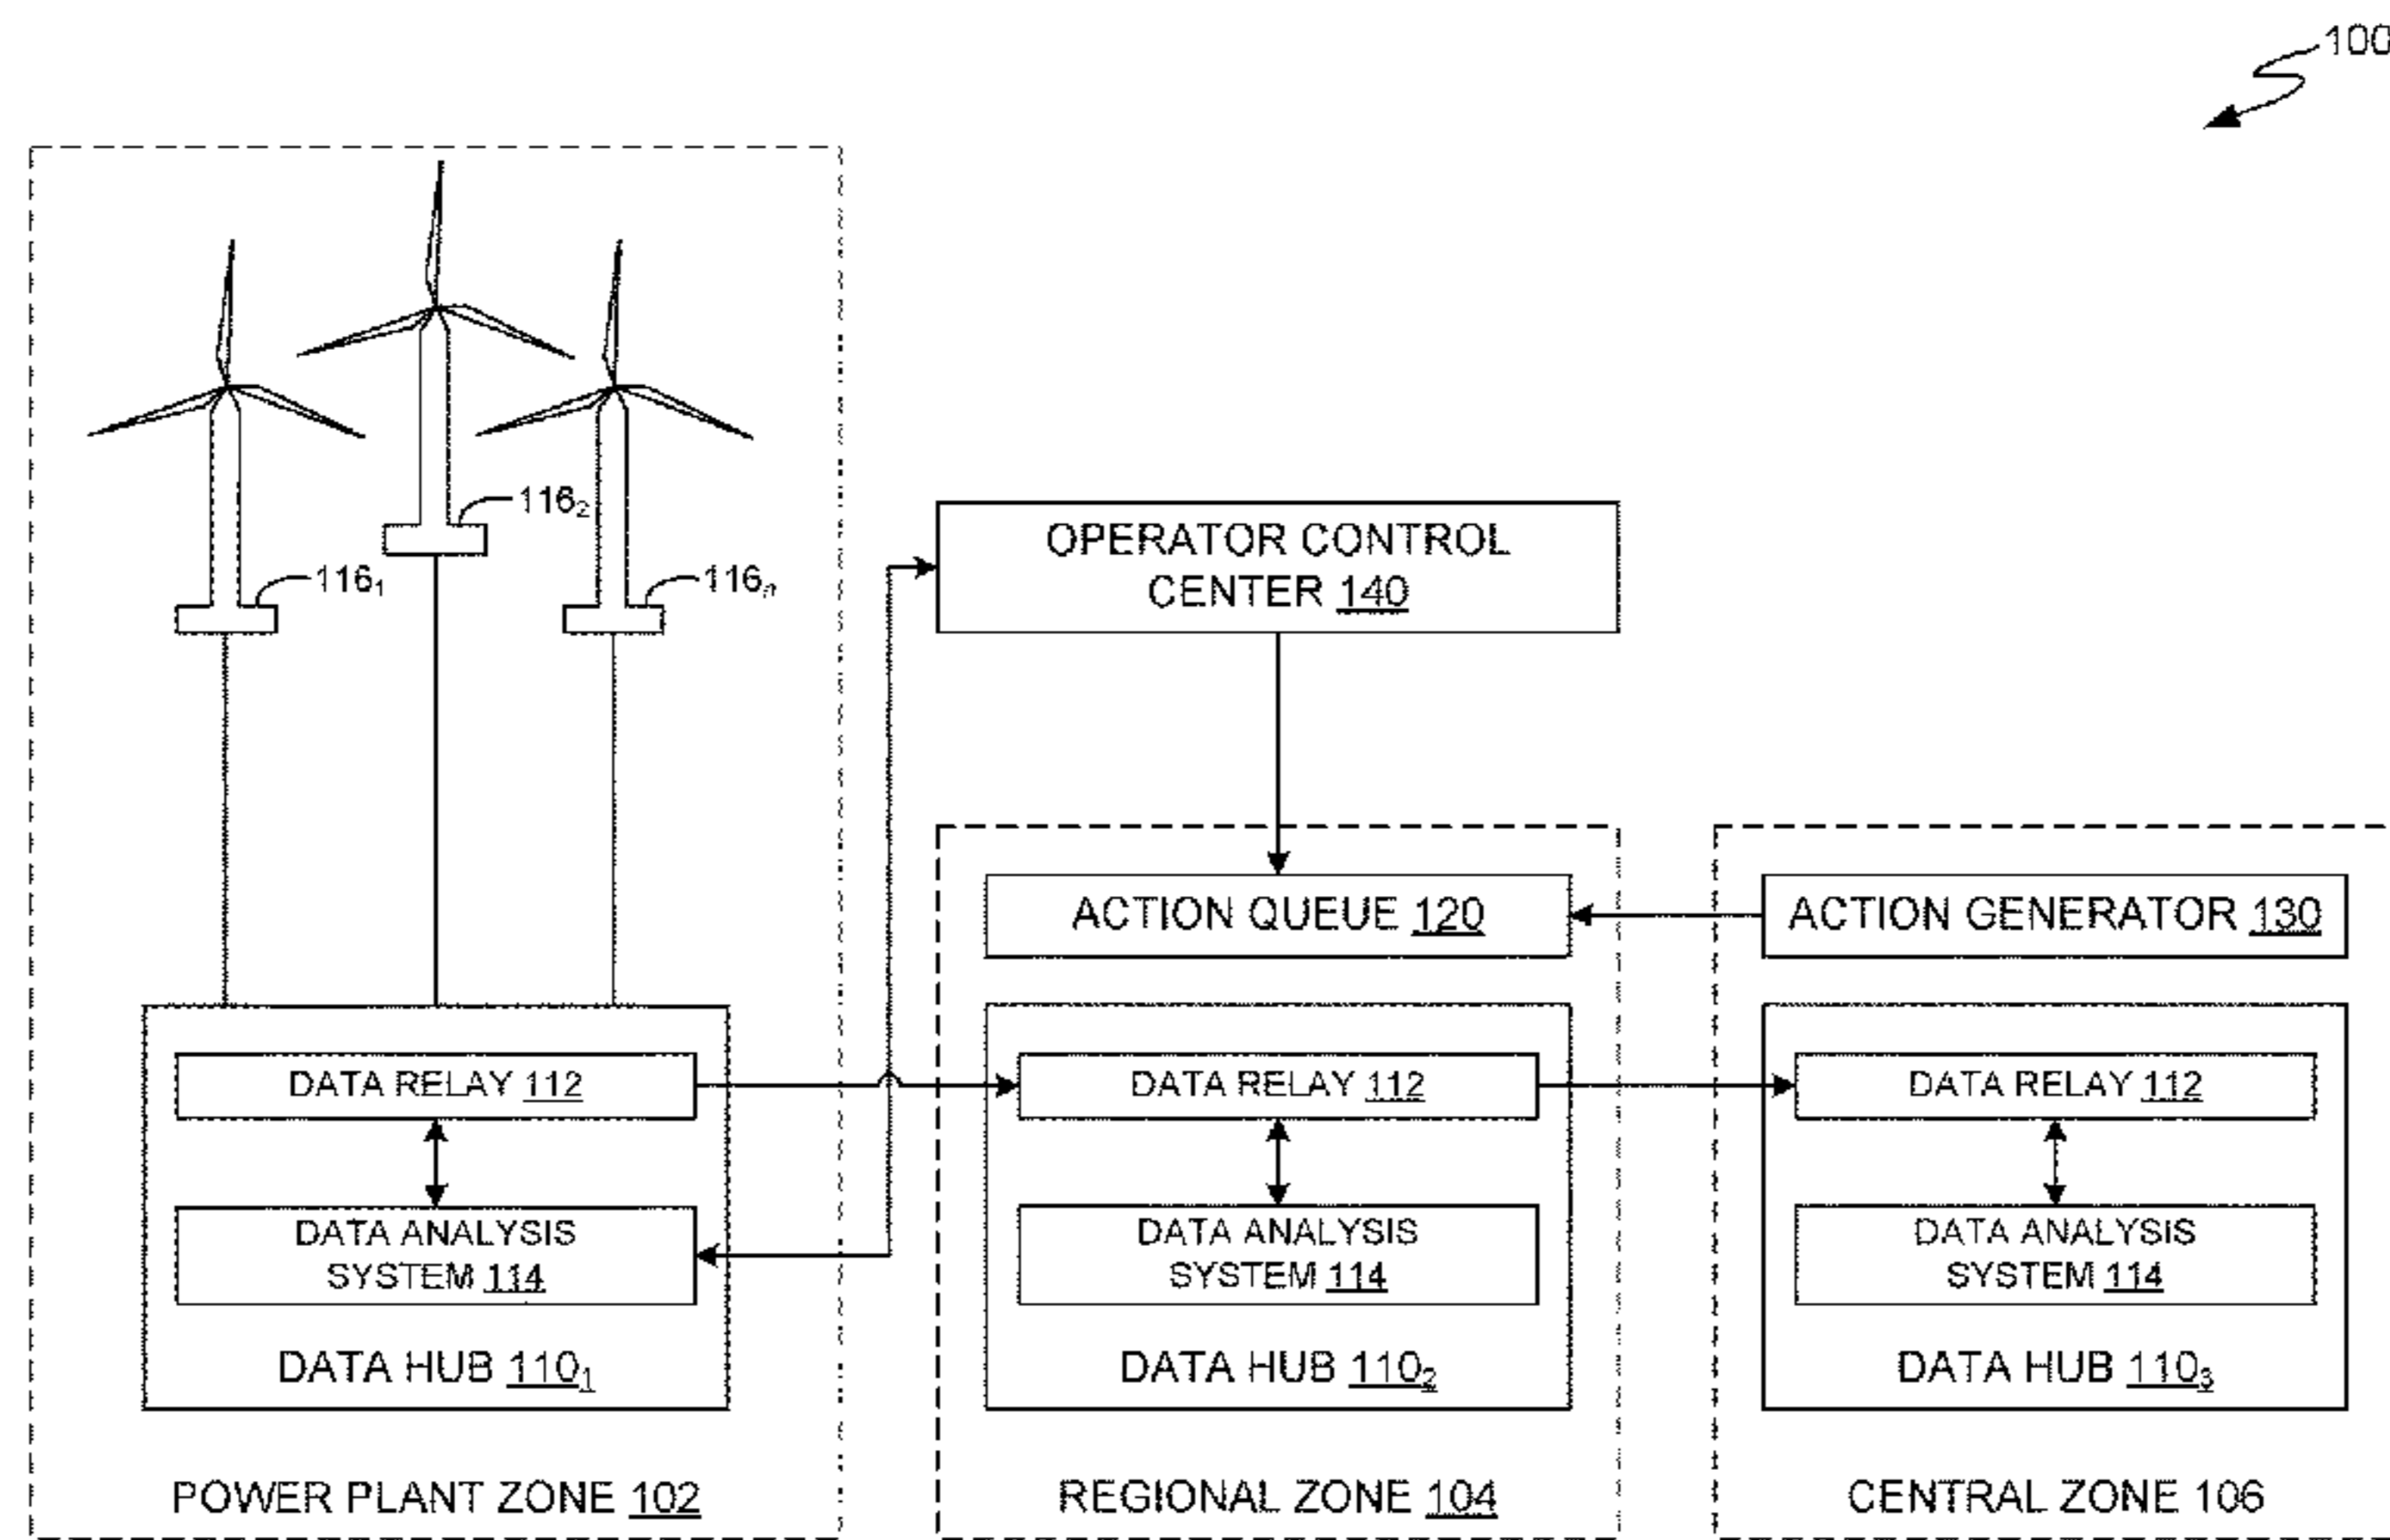 100
116₂
116₁
116ₙ
OPERATOR CONTROL
CENTER 140
ACTION QUEUE 120
ACTION GENERATOR 130
DATA RELAY 112
DATA RELAY 112
DATA RELAY 112
DATA ANALYSIS
SYSTEM 114
DATA ANALYSIS
SYSTEM 114
DATA ANALYSIS
SYSTEM 114
DATA HUB 110₁
DATA HUB 110₂
DATA HUB 110₃
POWER PLANT ZONE 102
REGIONAL ZONE 104
CENTRAL ZONE 106